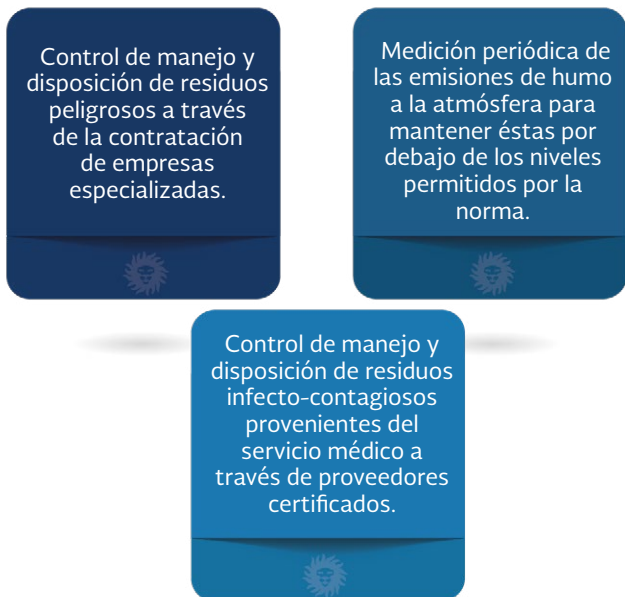 Control de manejo y
disposición de residuos
peligrosos a través
de la contratación
de empresas
especializadas.
Medición periódica de
las emisiones de humo
a la atmósfera para
mantener éstas por
debajo de los niveles
permitidos por la
norma.
Control de manejo y
disposición de residuos
infecto-contagiosos
provenientes del
servicio médico a
través de proveedores
certificados.